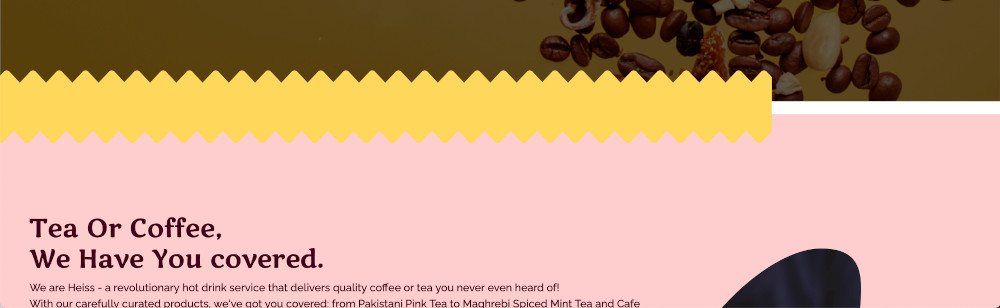 Tea Or Coffee,
We Have You covered.
We are Heiss - a revolutionary hot drink service that delivers quality coffee or tea you never even heard of!
With our carefully curated products, we've got you covered: from Pakistani Pink Tea to Maghrebi Spiced Mint Tea and Cafe